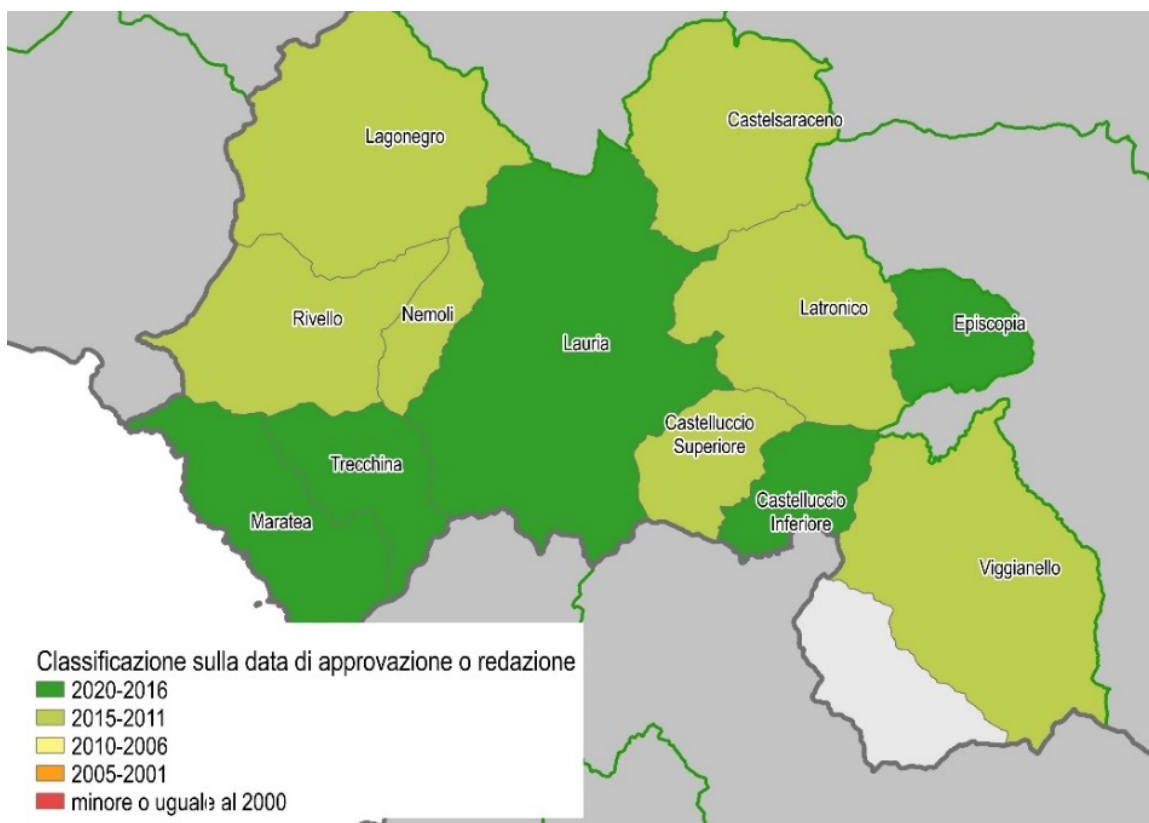 Lagonegro
Castelsaraceno
Rivello
Nemoli
Latronico
Episcopia
Lauria
Castelluccio
Superiore
Trecchina
Maratea
Castelluccio
Inferiore
Viggianello
Classificazione sulla data di approvazione o redazione
2020-2016
2015-2011
2010-2006
2005-2001
minore o uguale al 2000